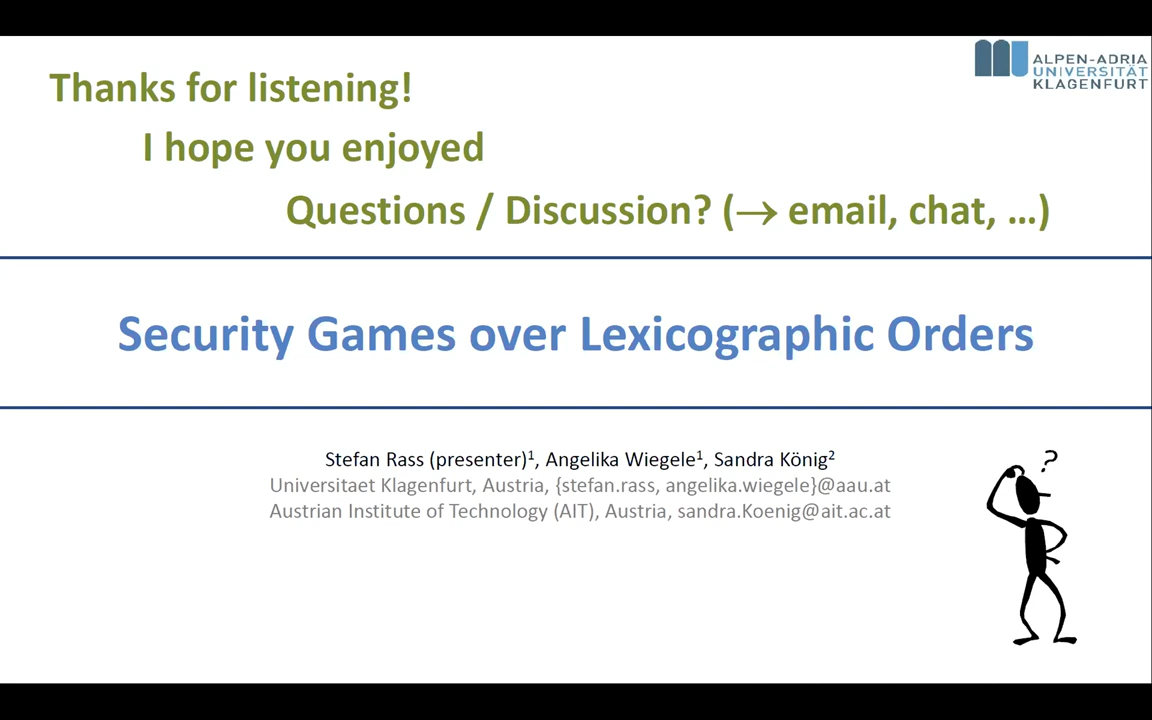 ALPEN-ADRIA
UNIVERSITÄT
KLAGENFURT
Thanks for listening!
I hope you enjoyed
Questions / Discussion? (→ email, chat, …)
Security Games over Lexicographic Orders
Stefan Rass (presenter)¹, Angelika Wiegele¹, Sandra König²
Universitaet Klagenfurt, Austria, {stefan.rass, angelika.wiegele}@aau.at
Austrian Institute of Technology (AIT), Austria, sandra.Koenig@ait.ac.at
?